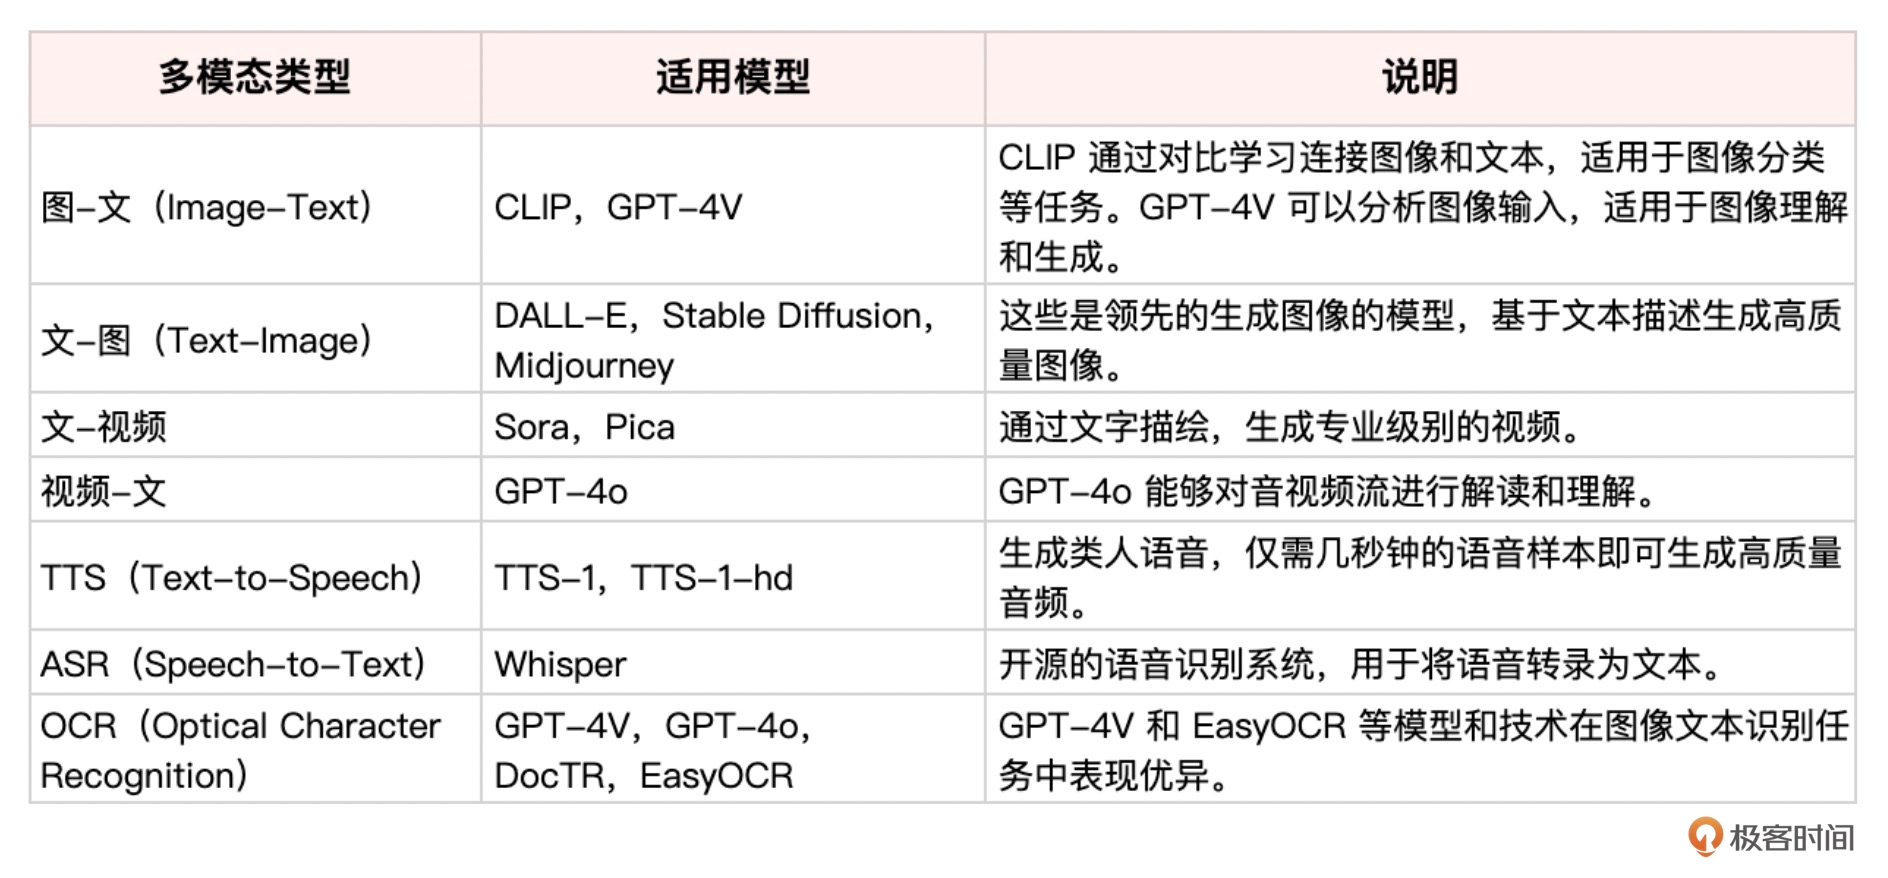 多模态类型
适用模型
说明
图-文（Image-Text）
CLIP，GPT-4V
CLIP 通过对比学习连接图像和文本，适用于图像分类
等任务。GPT-4V 可以分析图像输入，适用于图像理解
和生成。
文-图（Text-Image）
DALL-E，Stable Diffusion，
Midjourney
这些是领先的生成图像的模型，基于文本描述生成高质
量图像。
文-视频
Sora，Pica
通过文字描绘，生成专业级别的视频。
视频-文
GPT-4o
GPT-4o 能够对音视频流进行解读和理解。
TTS（Text-to-Speech）
TTS-1，TTS-1-hd
生成类人语音，仅需几秒钟的语音样本即可生成高质量
音频。
ASR（Speech-to-Text）
Whisper
开源的语音识别系统，用于将语音转录为文本。
OCR（Optical Character
Recognition）
GPT-4V，GPT-4o，
DocTR，EasyOCR
GPT-4V 和 EasyOCR 等模型和技术在图像文本识别任
务中表现优异。
极客时间